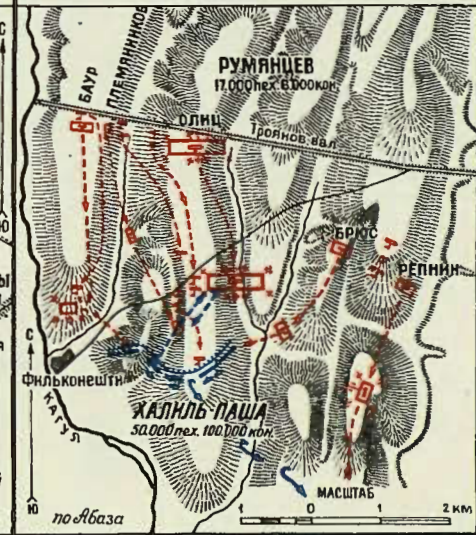 С
БАУР
ПЛЕМЯННИКОВ
РУМЯНЦЕВ
17.000 пех. 6.000 кон.
ОЛИЦ
Троянов вал
Ю
БРЮС
РЕПНИН
С
Фильконешти
КАГУЛ
ХАЛИЛЬ ПАША
50.000 пех. 100.000 кон.
Ю
по Абаза
МАСШТАБ
1 0 1 2 км